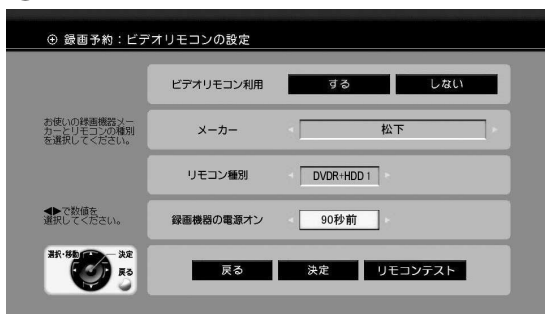 ⊕ 録画予約：ビデオリモコンの設定
ビデオリモコン利用 する しない
お使いの録画機器メー
カーとリモコンの種別
を選択してください。
メーカー 松下
リモコン種別 DVDR+HDD 1
◀▶で数値を
選択してください。
録画機器の電源オン 90秒前
選択・移動 決定
戻る
戻る 決定 リモコンテスト